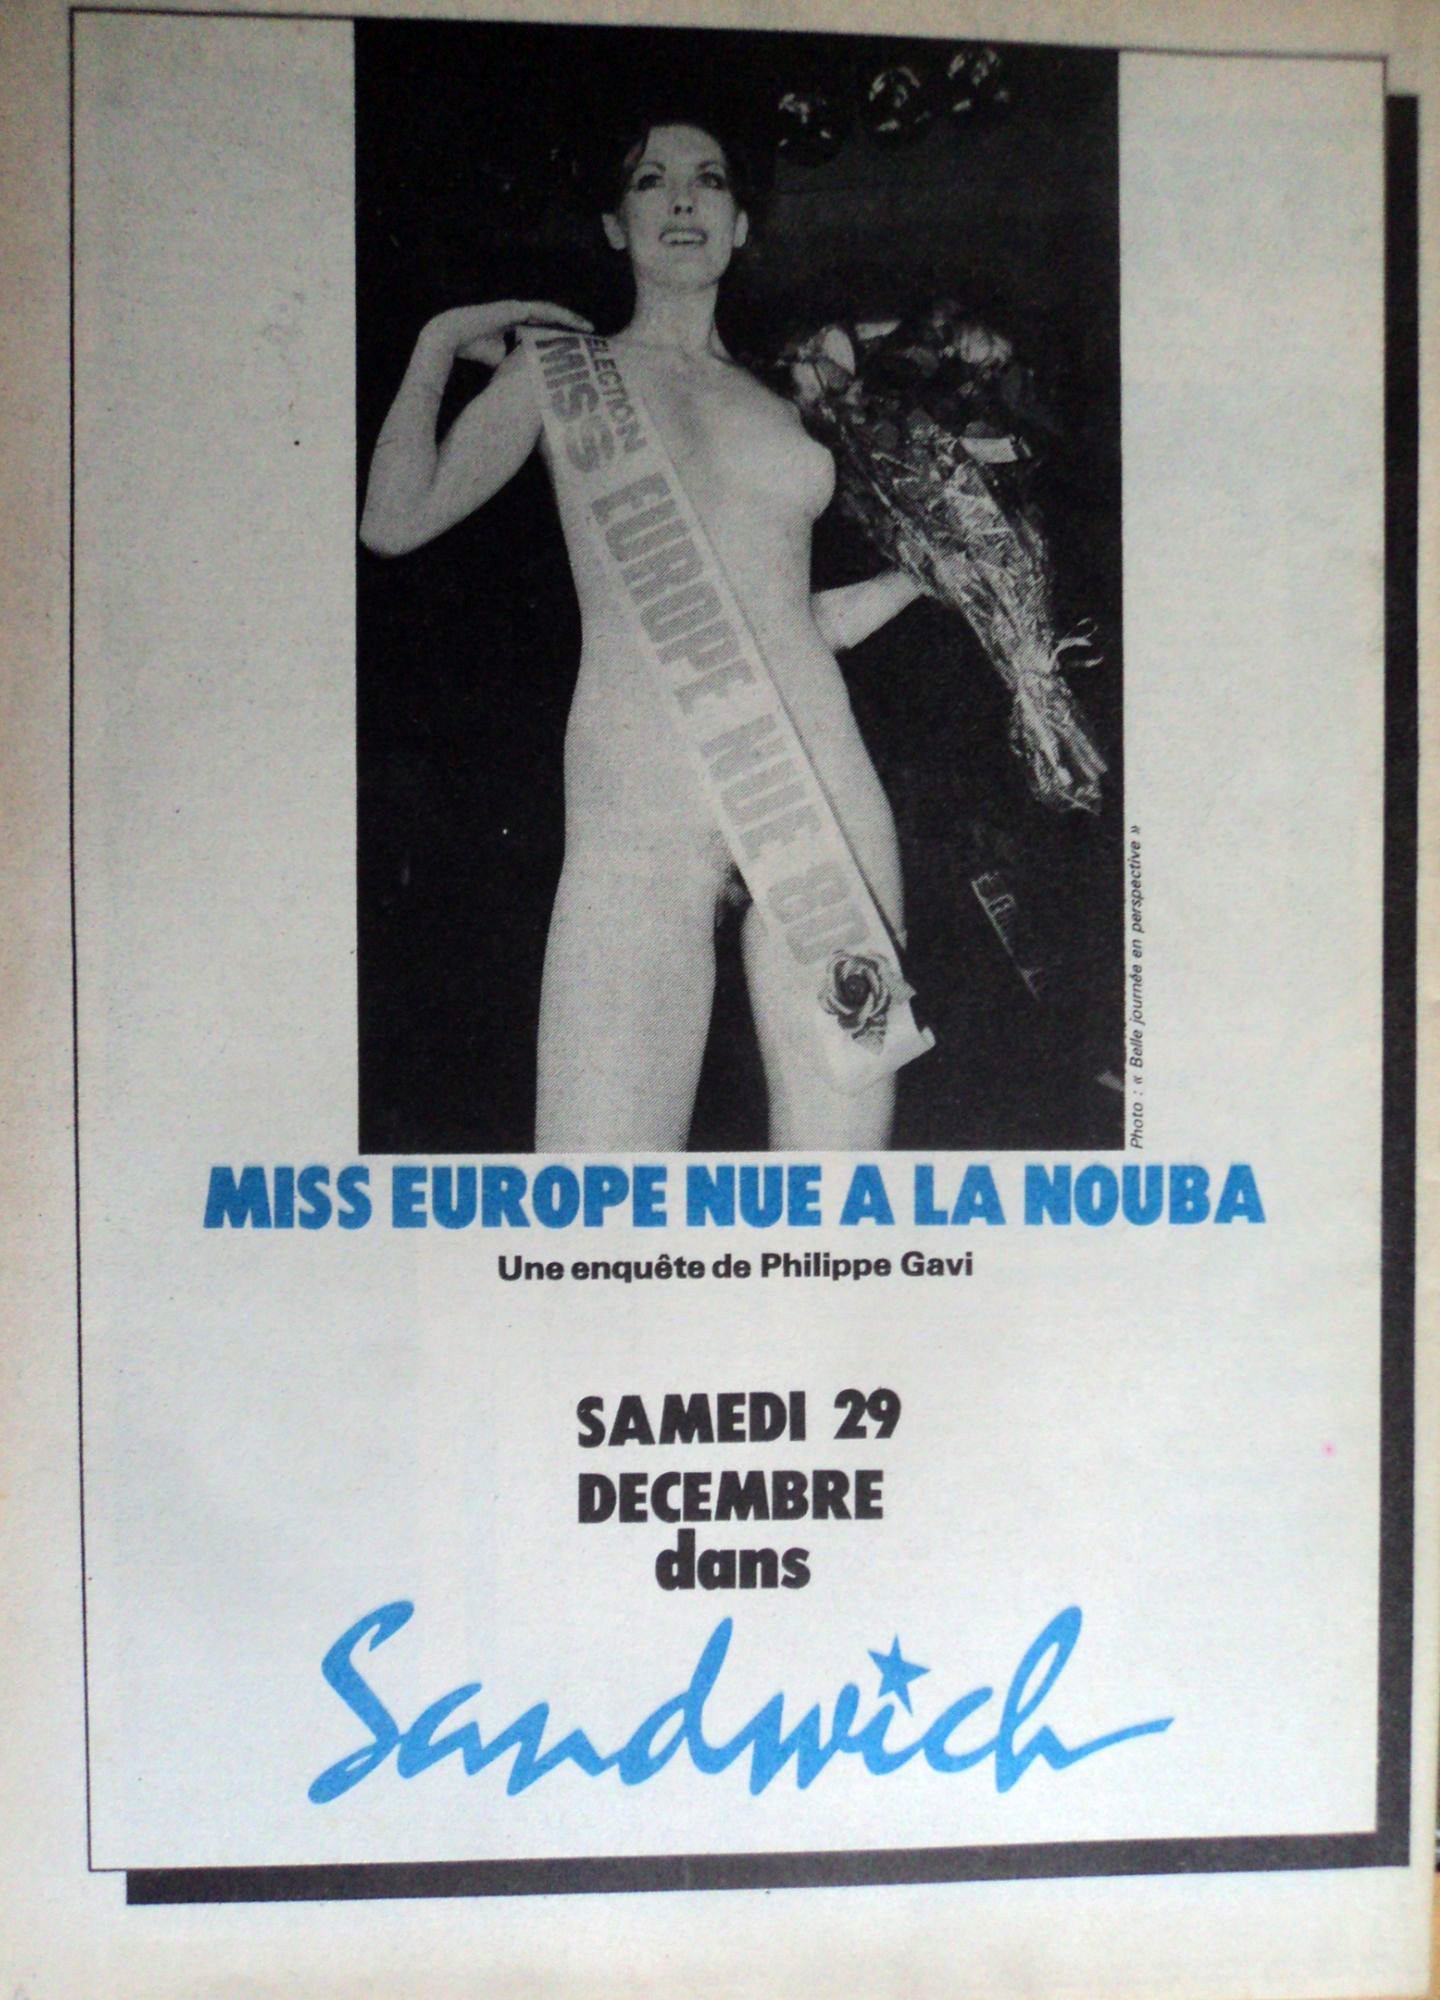 ELECTION
MISS EUROPE NUE 80
Photo : « Belle journée en perspective »
MISS EUROPE NUE A LA NOUBA
Une enquête de Philippe Gavi
SAMEDI 29
DECEMBRE
dans
Sandwich